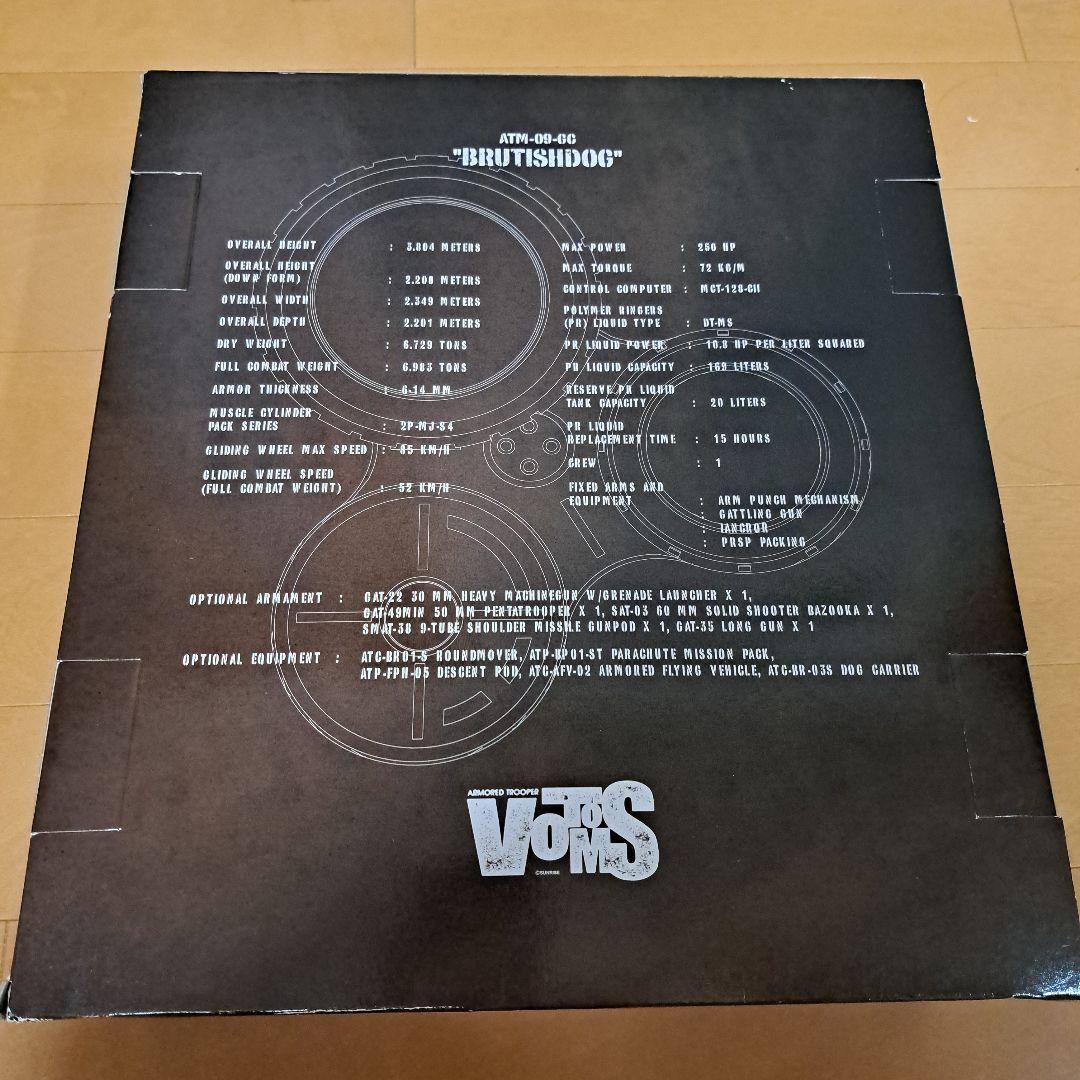 ATM-09-GC
"BRUTISHDOG"
OVERALL HEIGHT : 3.804 METERS
OVERALL HEIGHT
(DOWN FORM) : 2.208 METERS
OVERALL WIDTH : 2.349 METERS
OVERALL DEPTH : 2.201 METERS
DRY WEIGHT : 6.729 TONS
FULL COMBAT WEIGHT : 6.983 TONS
ARMOR THICKNESS : 6-14 MM
MUSCLE CYLINDER
PACK SERIES : 2P-MJ-S4
GLIDING WHEEL MAX SPEED : 85 KM/H
GLIDING WHEEL SPEED
(FULL COMBAT WEIGHT) : 52 KM/H
MAX POWER : 250 HP
MAX TORQUE : 72 KG/M
CONTROL COMPUTER : MCT-128-CII
POLYMER RINGERS
(PR) LIQUID TYPE : DT-MS
PR LIQUID POWER : 10.8 HP PER LITER SQUARED
PR LIQUID CAPACITY : 169 LITERS
RESERVE PR LIQUID
TANK CAPACITY : 20 LITERS
PR LIQUID
REPLACEMENT TIME : 15 HOURS
CREW : 1
FIXED ARMS AND
EQUIPMENT : ARM PUNCH MECHANISM
: GATTLING GUN
:
: PRSP PACKING
OPTIONAL ARMAMENT : GAT-22 30 MM HEAVY MACHINEGUN W/GRENADE LAUNCHER X 1,
GAT-49MIN 50 MM PENTATROOPER X 1, SAT-03 60 MM SOLID SHOOTER BAZOOKA X 1,
SMAT-38 9-TUBE SHOULDER MISSILE GUNPOD X 1, GAT-35 LONG GUN X 1
OPTIONAL EQUIPMENT : ATC-BR01-S ROUNDMOVER, ATP-RP01-ST PARACHUTE MISSION PACK,
ATP-FPH-05 DESCENT POD, ATC-AFV-02 ARMORED FLYING VEHICLE, ATC-BR-03S DOG CARRIER
ARMORED TROOPER
VOTOMS
©SUNRISE